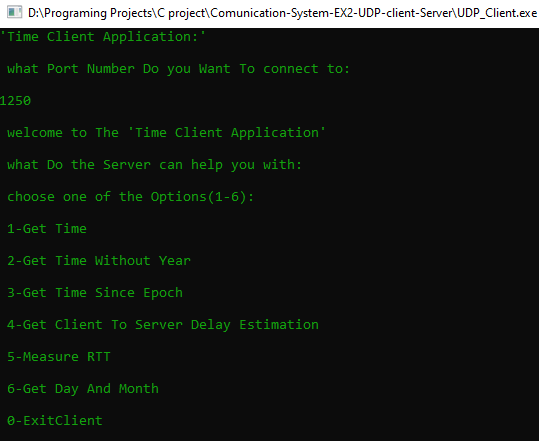 D:\Programing Projects\C project\Comunication-System-EX2-UDP-client-Server\UDP_Client.exe
'Time Client Application:'
what Port Number Do you Want To connect to:
1250
welcome to The 'Time Client Application'
what Do the Server can help you with:
choose one of the Options(1-6):
1-Get Time
2-Get Time Without Year
3-Get Time Since Epoch
4-Get Client To Server Delay Estimation
5-Measure RTT
6-Get Day And Month
0-ExitClient